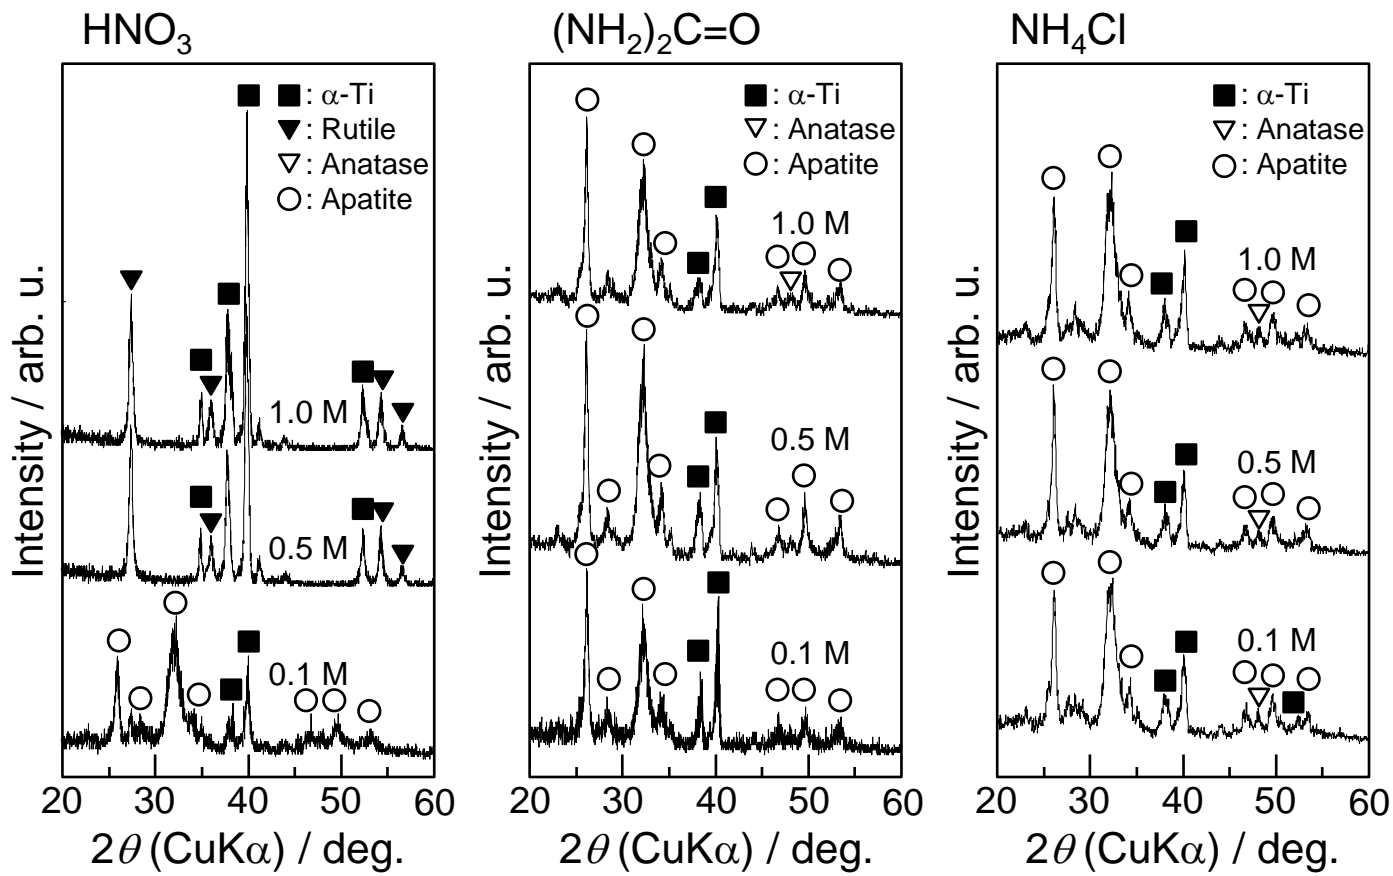 HNO₃
■: α-Ti
▼: Rutile
▽: Anatase
○: Apatite
1.0 M
0.5 M
0.1 M
Intensity / arb. u.
20 30 40 50 60
2θ (CuKα) / deg.
(NH₂)₂C=O
■: α-Ti
▽: Anatase
○: Apatite
1.0 M
0.5 M
0.1 M
Intensity / arb. u.
20 30 40 50 60
2θ (CuKα) / deg.
NH₄Cl
■: α-Ti
▽: Anatase
○: Apatite
1.0 M
0.5 M
0.1 M
Intensity / arb. u.
20 30 40 50 60
2θ (CuKα) / deg.